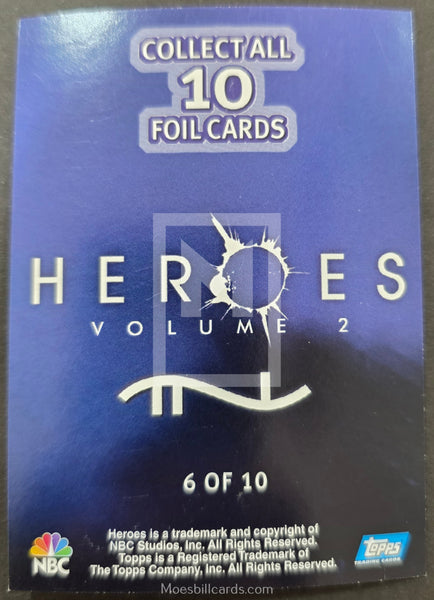 COLLECT ALL
10
FOIL CARDS
HEROES
VOLUME 2
6 OF 10
Heroes is a trademark and copyright of
NBC Studios, Inc. All Rights Reserved.
Topps is a Registered Trademark of
The Topps Company, Inc. All Rights Reserved.
NBC
topps
TRADING CARDS
M
Moesbillcards.com